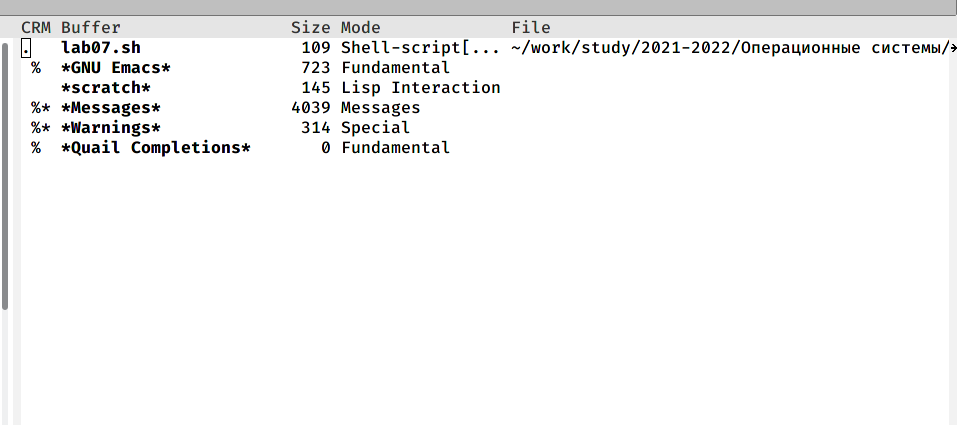 CRM Buffer Size Mode File
. lab07.sh 109 Shell-script[... ~/work/study/2021-2022/Операционные системы/
% *GNU Emacs* 723 Fundamental
*scratch* 145 Lisp Interaction
%* *Messages* 4039 Messages
%* *Warnings* 314 Special
% *Quail Completions* 0 Fundamental